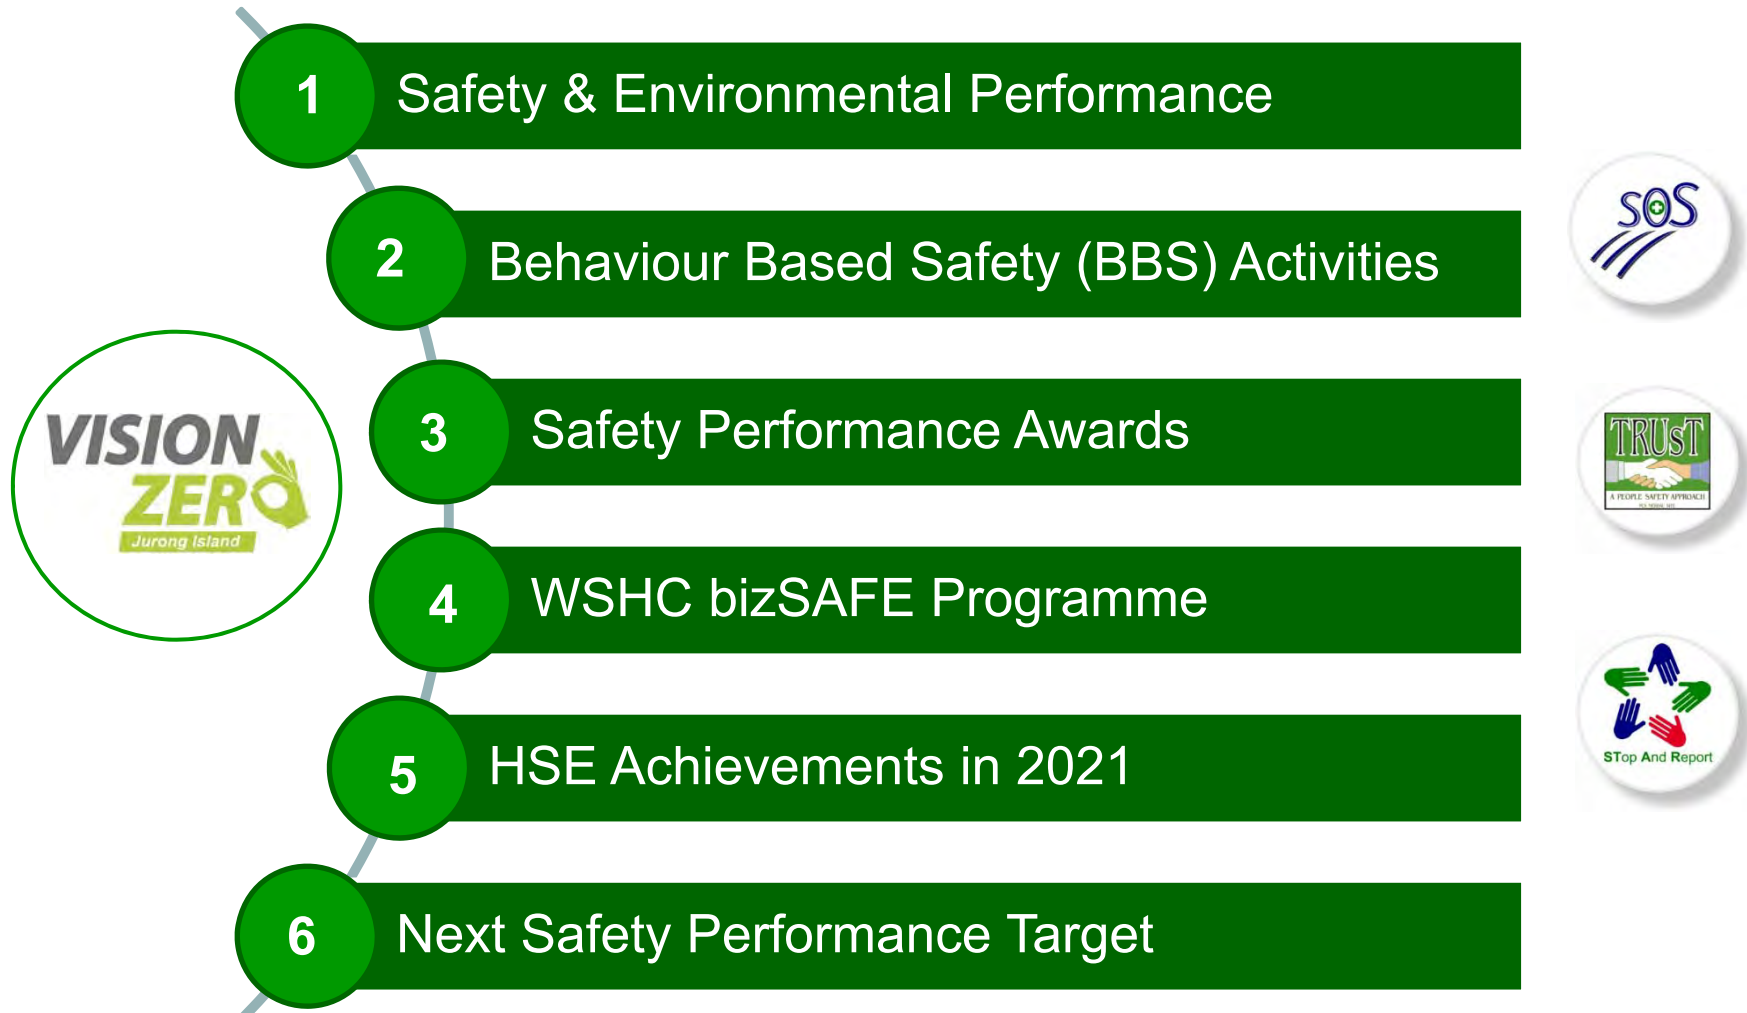 1
Safety & Environmental Performance
2
Behaviour Based Safety (BBS) Activities
3
Safety Performance Awards
4
WSHC bizSAFE Programme
5
HSE Achievements in 2021
6
Next Safety Performance Target
VISION
ZERO
Jurong Island
SOS
TRUST
A PEOPLE SAFETY APPROACH
STop And Report